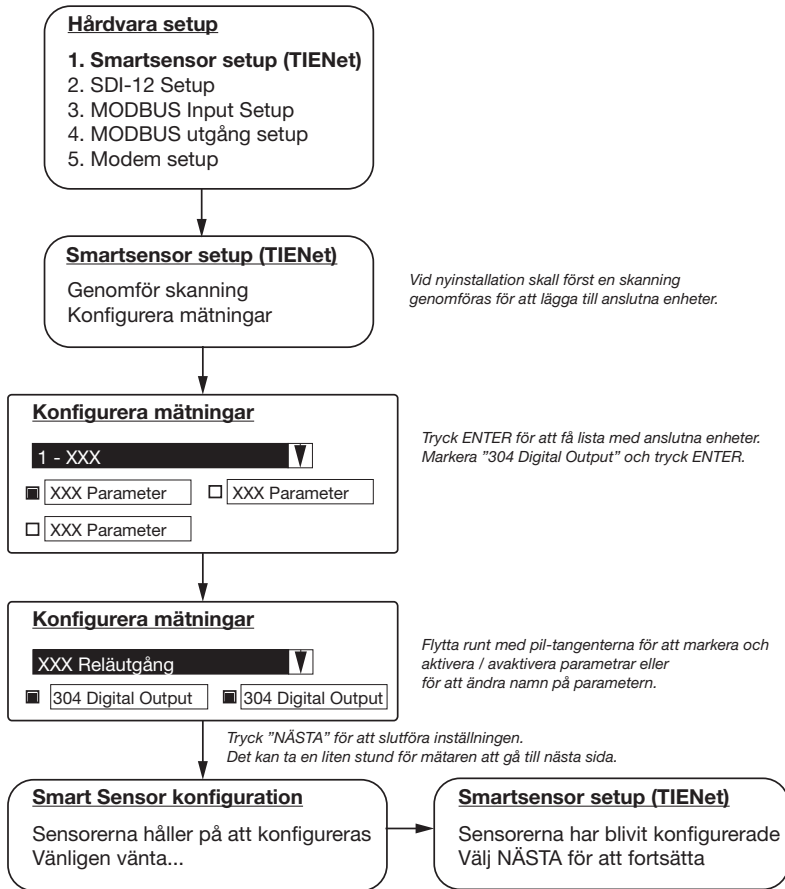 Hårdvara setup
1. Smartsensor setup (TIENet)
2. SDI-12 Setup
3. MODBUS Input Setup
4. MODBUS utgång setup
5. Modem setup
Smartsensor setup (TIENet)
Genomför skanning
Konfigurera mätningar
Vid nyinstallation skall först en skanning
genomföras för att lägga till anslutna enheter.
Konfigurera mätningar
1 - XXX
XXX Parameter
XXX Parameter
XXX Parameter
Tryck ENTER för att få lista med anslutna enheter.
Markera ”304 Digital Output” och tryck ENTER.
Konfigurera mätningar
XXX Reläutgång
304 Digital Output
304 Digital Output
Flytta runt med pil-tangenterna för att markera och
aktivera / avaktivera parametrar eller
för att ändra namn på parametern.
Tryck ”NÄSTA” för att slutföra inställningen.
Det kan ta en liten stund för mätaren att gå till nästa sida.
Smart Sensor konfiguration
Sensorerna håller på att konfigureras
Vänligen vänta...
Smartsensor setup (TIENet)
Sensorerna har blivit konfigurerade
Välj NÄSTA för att fortsätta